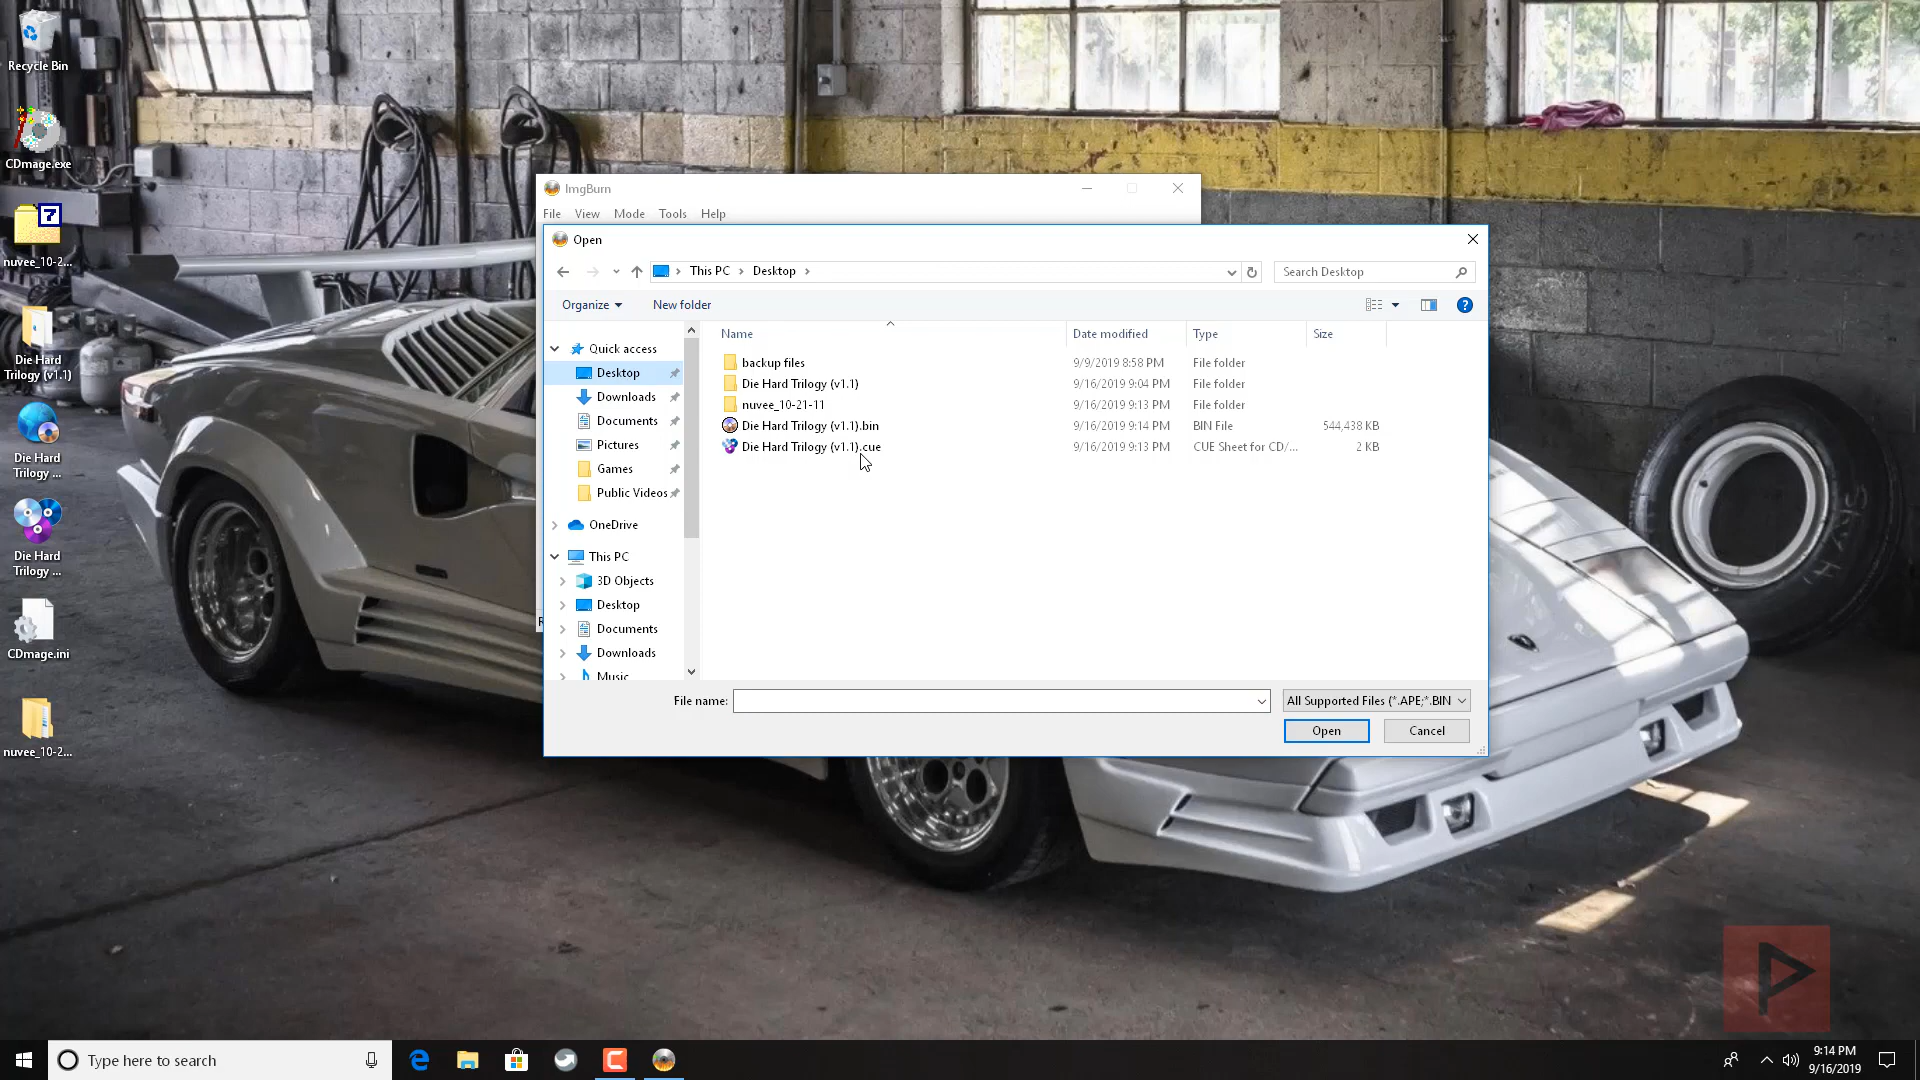 Recycle Bin
CDmage.exe
nuvee_10-2...
Die Hard
Trilogy (v1.1)
Die Hard
Trilogy ...
Die Hard
Trilogy ...
CDmage.ini
nuvee_10-2...
ImgBurn
File View Mode Tools Help
Open
This PC > Desktop >
Search Desktop
Organize New folder
Quick access
Desktop
Downloads
Documents
Pictures
Games
Public Videos
OneDrive
This PC
3D Objects
Desktop
Documents
Downloads
Music
Name Date modified Type Size
backup files 9/9/2019 8:58 PM File folder
Die Hard Trilogy (v1.1) 9/16/2019 9:04 PM File folder
nuvee_10-21-11 9/16/2019 9:13 PM File folder
Die Hard Trilogy (v1.1).bin 9/16/2019 9:14 PM BIN File 544,438 KB
Die Hard Trilogy (v1.1).cue 9/16/2019 9:13 PM CUE Sheet for CD/... 2 KB
File name: All Supported Files (*.APE;*.BIN
Open Cancel
Type here to search
9:14 PM
9/16/2019